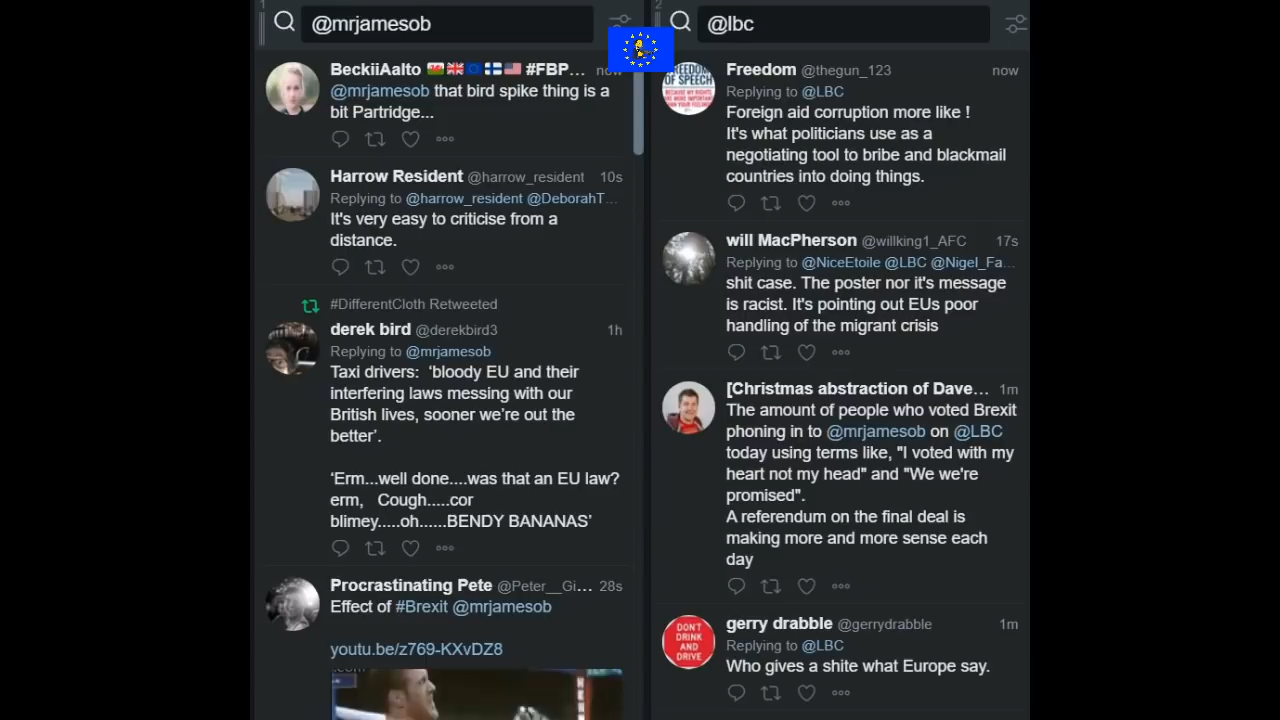 1
@mrjamesob
BeckiiAalto 🏴󠁧󠁢󠁷󠁬󠁳󠁿🇬🇧🇪🇺🇫🇮🇺🇸 #FBP... now
@mrjamesob that bird spike thing is a
bit Partridge...
Harrow Resident @harrow_resident 10s
Replying to @harrow_resident @DeborahT...
It's very easy to criticise from a
distance.
#DifferentCloth Retweeted
derek bird @derekbird3 1h
Replying to @mrjamesob
Taxi drivers: ‘bloody EU and their
interfering laws messing with our
British lives, sooner we’re out the
better’.
‘Erm...well done....was that an EU law?
erm, Cough.....cor
blimey.....oh......BENDY BANANAS’
Procrastinating Pete @Peter__Gi... 28s
Effect of #Brexit @mrjamesob
youtu.be/z769-KXvDZ8
.com
2
@lbc
Freedom @thegun_123 now
FREEDOM
OF SPEECH
Replying to @LBC
Foreign aid corruption more like !
It's what politicians use as a
negotiating tool to bribe and blackmail
countries into doing things.
will MacPherson @willking1_AFC 17s
Replying to @NiceEtoile @LBC @Nigel_Fa...
shit case. The poster nor it's message
is racist. It's pointing out EUs poor
handling of the migrant crisis
[Christmas abstraction of Dave... 1m
The amount of people who voted Brexit
phoning in to @mrjamesob on @LBC
today using terms like, "I voted with my
heart not my head" and "We we're
promised".
A referendum on the final deal is
making more and more sense each
day
gerry drabble @gerrydrabble 1m
DON'T
DRINK
AND
DRIVE
Replying to @LBC
Who gives a shite what Europe say.